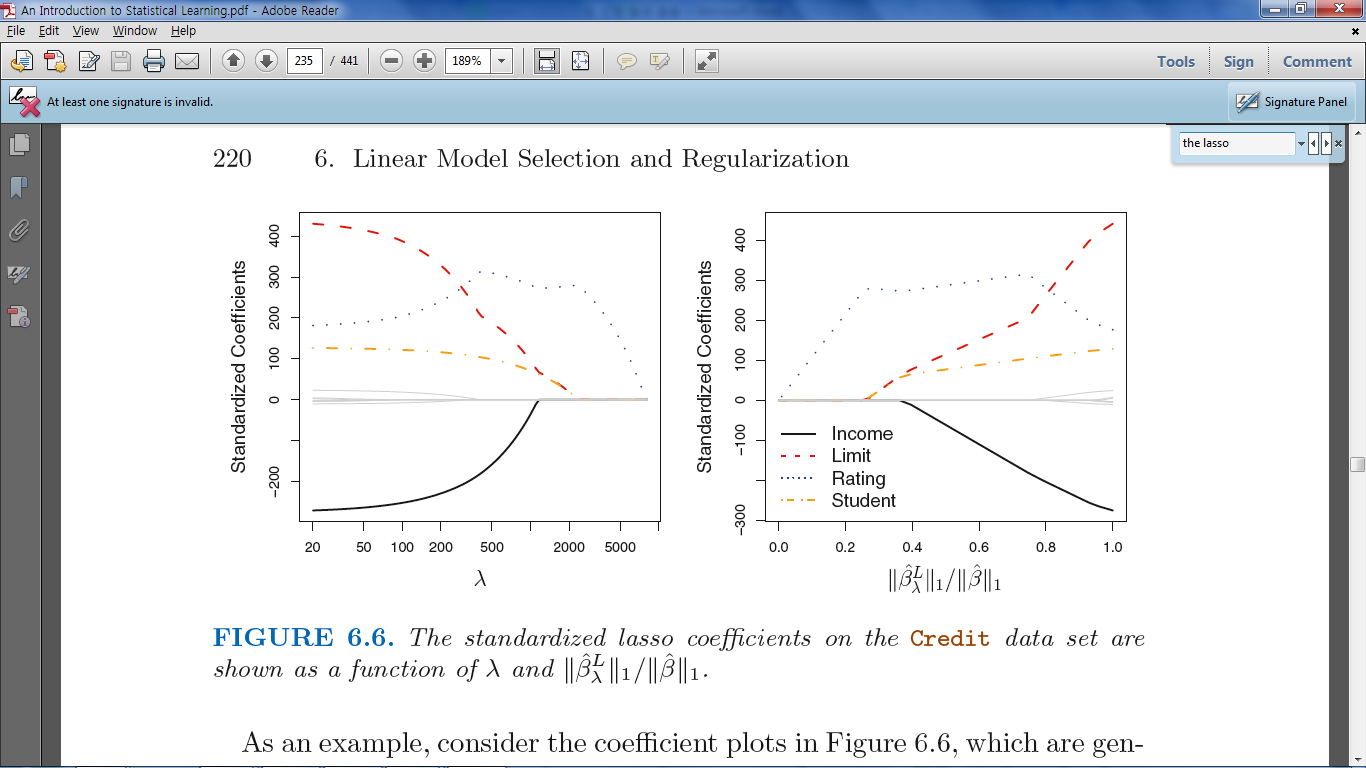 An Introduction to Statistical Learning.pdf - Adobe Reader
File Edit View Window Help
235 / 441 189% Tools Sign Comment
At least one signature is invalid. Signature Panel
the lasso
220 6. Linear Model Selection and Regularization
Standardized Coefficients
400
300
200
100
0
−200
20 50 100 200 500 2000 5000
λ
Standardized Coefficients
400
300
200
100
0
−100
−300
Income
Limit
Rating
Student
0.0 0.2 0.4 0.6 0.8 1.0
‖β̂λL‖1/‖β̂‖1
FIGURE 6.6. The standardized lasso coefficients on the Credit data set are
shown as a function of λ and ‖β̂λL‖1/‖β̂‖1.
As an example, consider the coefficient plots in Figure 6.6, which are gen-